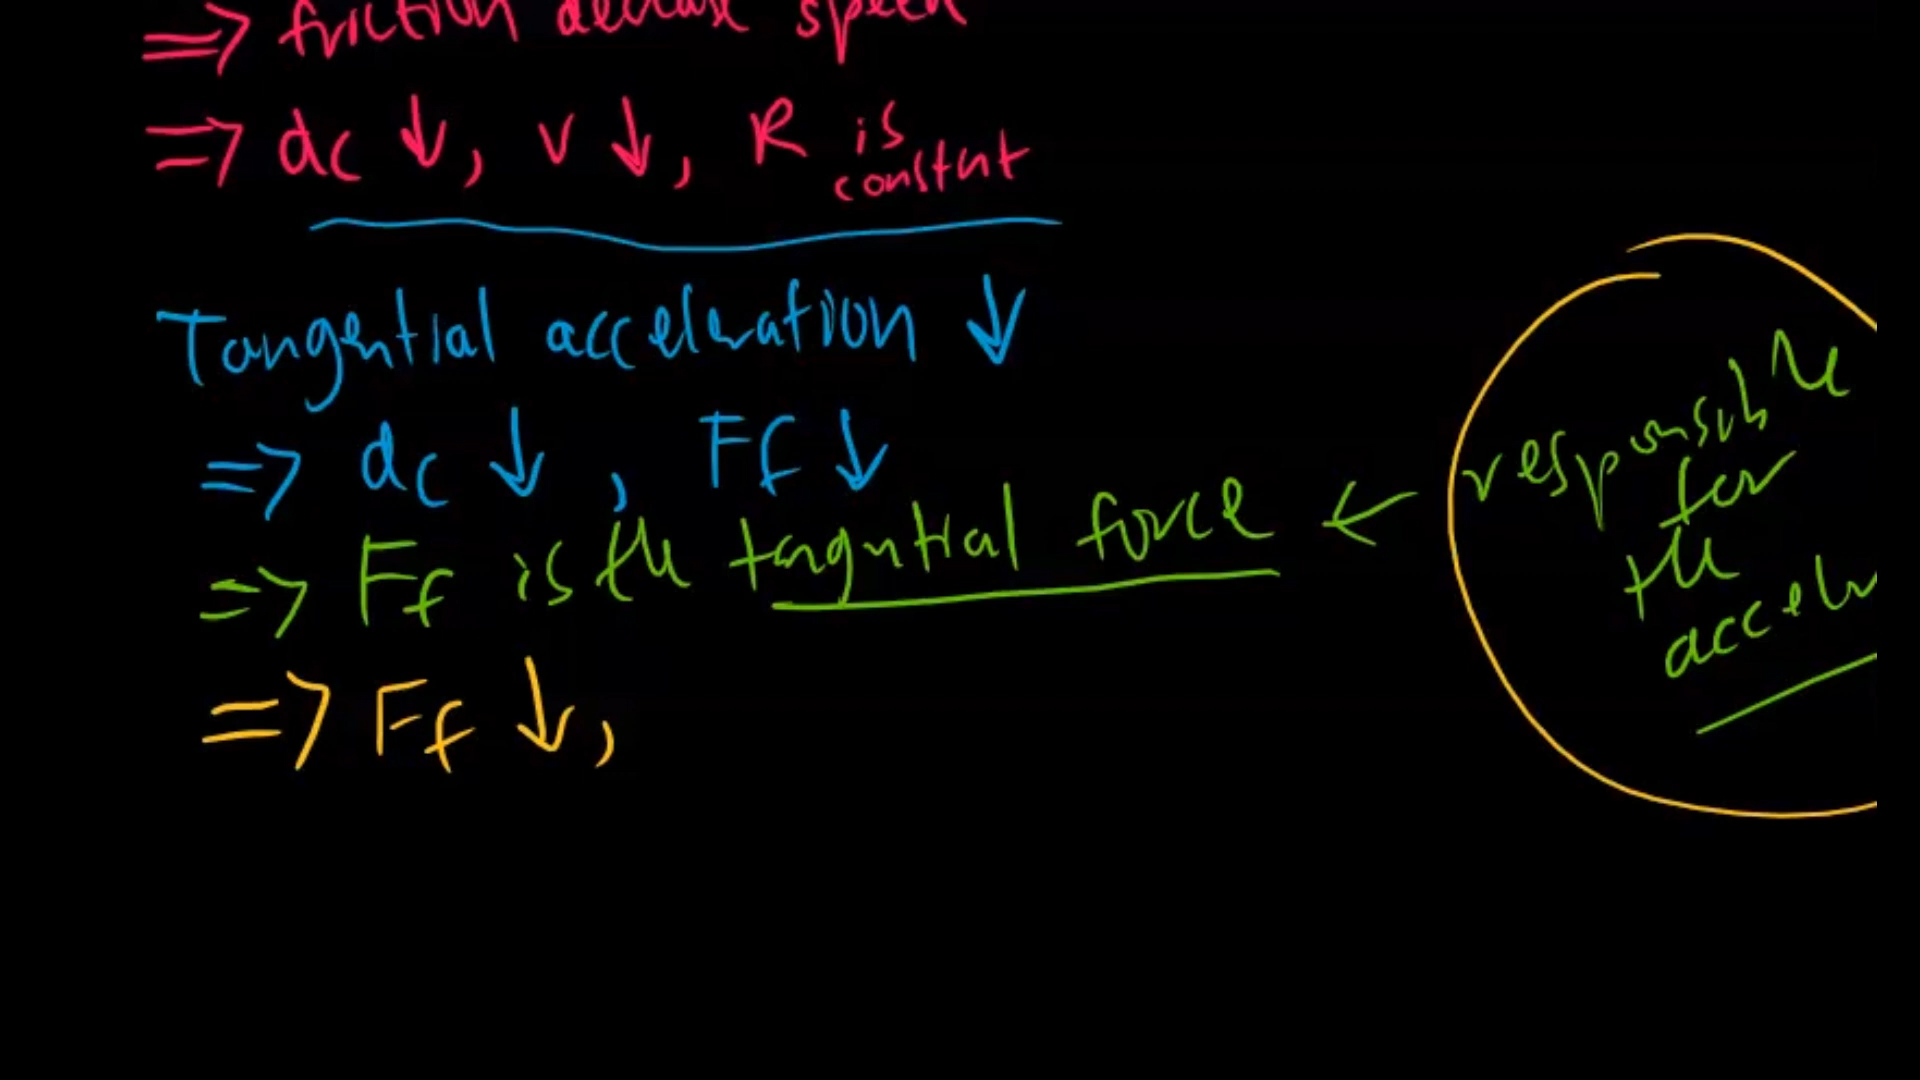 => friction decrease speed
=> ac ↓, v ↓, R is constant
Tangential acceleration ↓
=> ac ↓, Ff ↓
=> Ff is the tangential force ← responsible
for
the
acceler
=> Ff ↓,